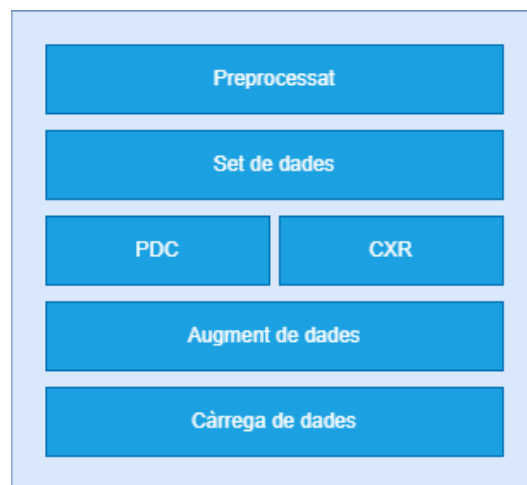 Preprocessat
Set de dades
PDC
CXR
Augment de dades
Càrrega de dades